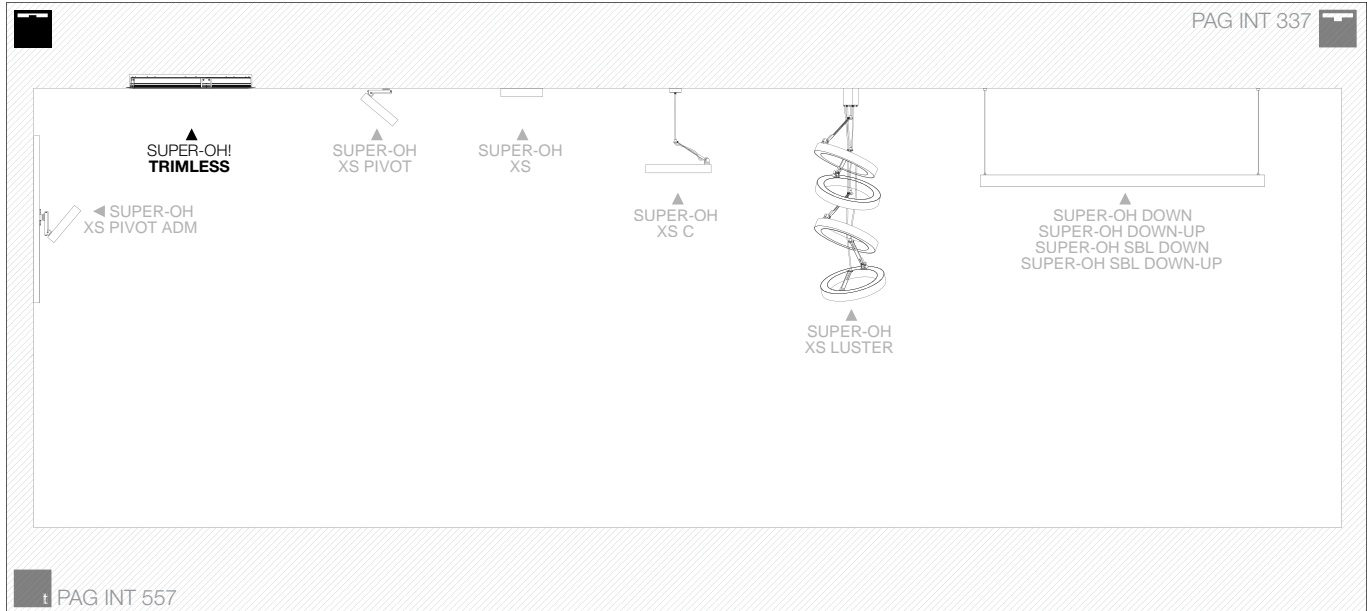 PAG INT 337
SUPER-OH!
TRIMLESS
SUPER-OH
XS PIVOT
SUPER-OH
XS
SUPER-OH
XS PIVOT ADM
SUPER-OH
XS C
SUPER-OH DOWN
SUPER-OH DOWN-UP
SUPER-OH SBL DOWN
SUPER-OH SBL DOWN-UP
SUPER-OH
XS LUSTER
t PAG INT 557